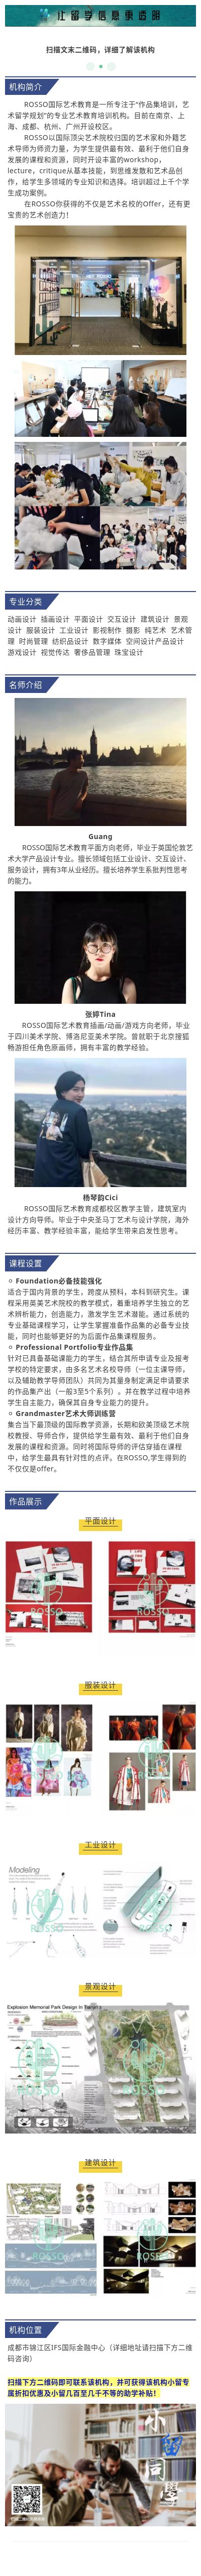 让留学信息更透明
扫描文末二维码，详细了解该机构
机构简介
ROSSO国际艺术教育是一所专注于“作品集培训，艺
术留学规划”的专业艺术教育培训机构。目前在南京、上
海、成都、杭州、广州开设校区。
ROSSO以国际顶尖艺术院校归国的艺术家和外籍艺
术导师为师资力量，为学生提供最有效、最利于他们自身
发展的课程和资源，同时开设丰富的workshop，
lecture，critique从基本技能，到思维发散和艺术品创
作，给学生多领域的专业知识和选择。培训超过上千个学
生成功案例。
在ROSSO你获得的不仅是艺术名校的Offer，还有更
宝贵的艺术创造力！
专业分类
动画设计 插画设计 平面设计 交互设计 建筑设计 景观
设计 服装设计 工业设计 影视制作 摄影 纯艺术 艺术管
理 时尚管理 纺织品设计 数字媒体 空间设计产品设计
游戏设计 视觉传达 奢侈品管理 珠宝设计
名师介绍
Guang
ROSSO国际艺术教育平面方向老师，毕业于英国伦敦艺
术大学产品设计专业。擅长领域包括工业设计、交互设计、
服务设计，拥有3年从业经历。擅长培养学生系批判性思考
的能力。
张婷Tina
ROSSO国际艺术教育插画/动画/游戏方向老师，毕业
于四川美术学院、博洛尼亚美术学院。曾就职于北京搜狐
畅游担任角色原画师，拥有丰富的教学经验。
杨琴韵Cici
ROSSO国际艺术教育成都校区教学主管，建筑室内
设计方向导师。毕业于中央圣马丁艺术与设计学院，海外
经历丰富、教学经验丰富，能给学生带来启发性思考。
课程设置
Foundation必备技能强化
适合于国内背景的学生，跨度从预科，本科到研究生。课
程采用英美艺术院校的教学模式，着重培养学生独立的艺
术辨析能力，创造能力，激发学生艺术潜能。通过系统的
专业基础课程学习，让学生掌握准备作品集的必备专业技
能，同时也能够更好的为后面作品集课程服务。
Professional Portfolio专业作品集
针对已具备基础课能力的学生，结合其所申请专业及报考
学校的特定要求，由多名艺术名校导师（一位主课导师，
以及辅助教学导师团队）共同为其量身制定满足申请要求
的作品集产出（一般3至5个系列）。并在教学过程中培养
学生自主能力，确保其自身专业能力的提升。
Grandmaster艺术大师训练营
集合当下最顶级的国际教学资源，长期和欧美顶级艺术院
校教授、导师合作，提供给学生最有效、最利于他们自身
发展的课程和资源。同时将国际导师的评估穿插在课程
中，给学生最具有针对性的点评。在ROSSO,学生得到的
不仅仅是offer。
作品展示
平面设计
ROSSO
ROSSO
服装设计
工业设计
Modeling
ROSSO
ROSSO
景观设计
Explosion Memorial Park Design In Tianjin
ROSSO
ROSSO
建筑设计
ROSSO
ROSSO
机构位置
成都市锦江区IFS国际金融中心（详细地址请扫描下方二维
码咨询）
扫描下方二维码即可联系该机构，并可获得该机构小留专
属折扣优惠及小留几百至几千不等的助学补贴！
小
留